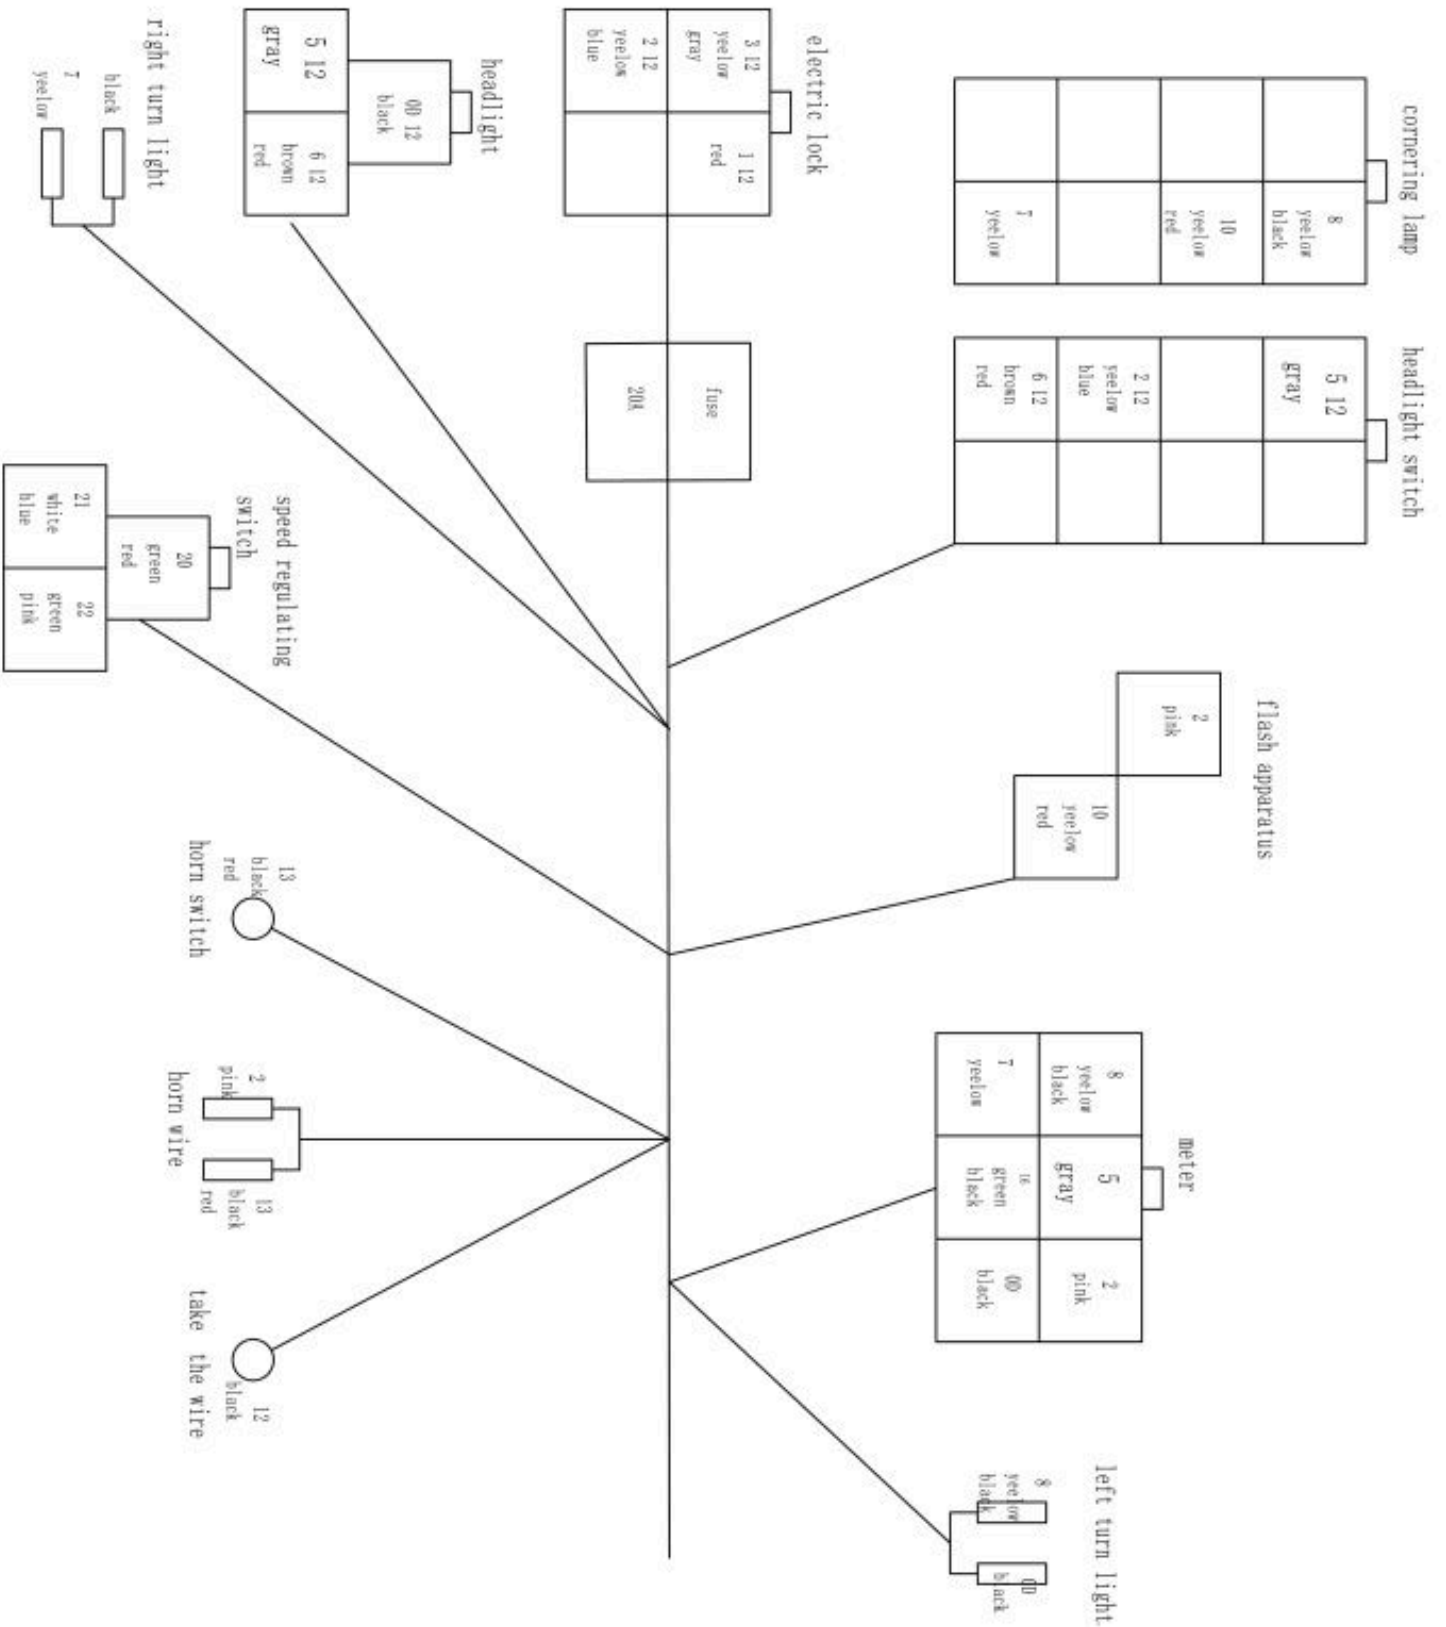 cornering lamp
8
yeelow
black
10
yeelow
red
7
yeelow
headlight switch
5 12
gray
2 12
yeelow
blue
6 12
brown
red
electric lock
3 12
yeelow
gray
1 12
red
2 12
yeelow
blue
fuse
20A
headlight
0D 12
black
5 12
gray
6 12
brown
red
right turn light
black
7
yeelow
speed regulating
switch
20
green
red
21
white
blue
22
green
pink
flash apparatus
2
pink
10
yeelow
red
meter
8
yeelow
black
5
gray
2
pink
7
yeelow
16
green
black
0D
black
left turn light
8
yeelow
black
0D
black
horn switch
13
black
red
horn wire
2
pink
13
black
red
take the wire
12
black